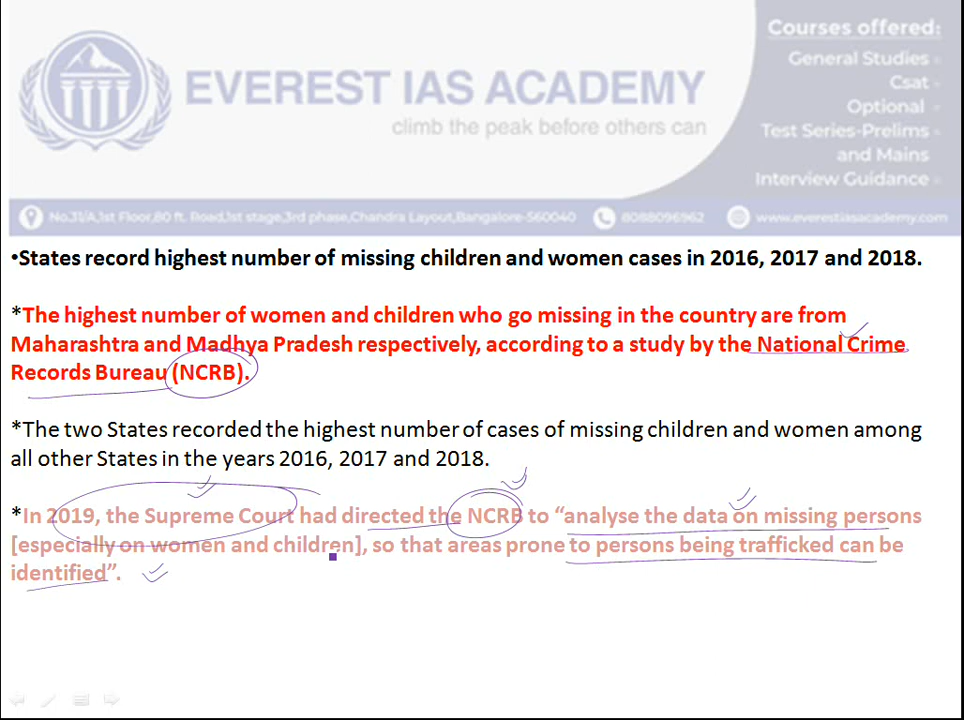 Courses offered:
General Studies
Csat
Optional
Test Series-Prelims
and Mains
Interview Guidance
EVEREST IAS ACADEMY
climb the peak before others can
No.31/A,1st Floor,80 ft. Road,1st stage,3rd phase,Chandra Layout,Bangalore-560040
8088096962
www.everestiasacademy.com
•States record highest number of missing children and women cases in 2016, 2017 and 2018.
*The highest number of women and children who go missing in the country are from
Maharashtra and Madhya Pradesh respectively, according to a study by the National Crime
Records Bureau (NCRB).
*The two States recorded the highest number of cases of missing children and women among
all other States in the years 2016, 2017 and 2018.
*In 2019, the Supreme Court had directed the NCRB to “analyse the data on missing persons
[especially on women and children], so that areas prone to persons being trafficked can be
identified”.